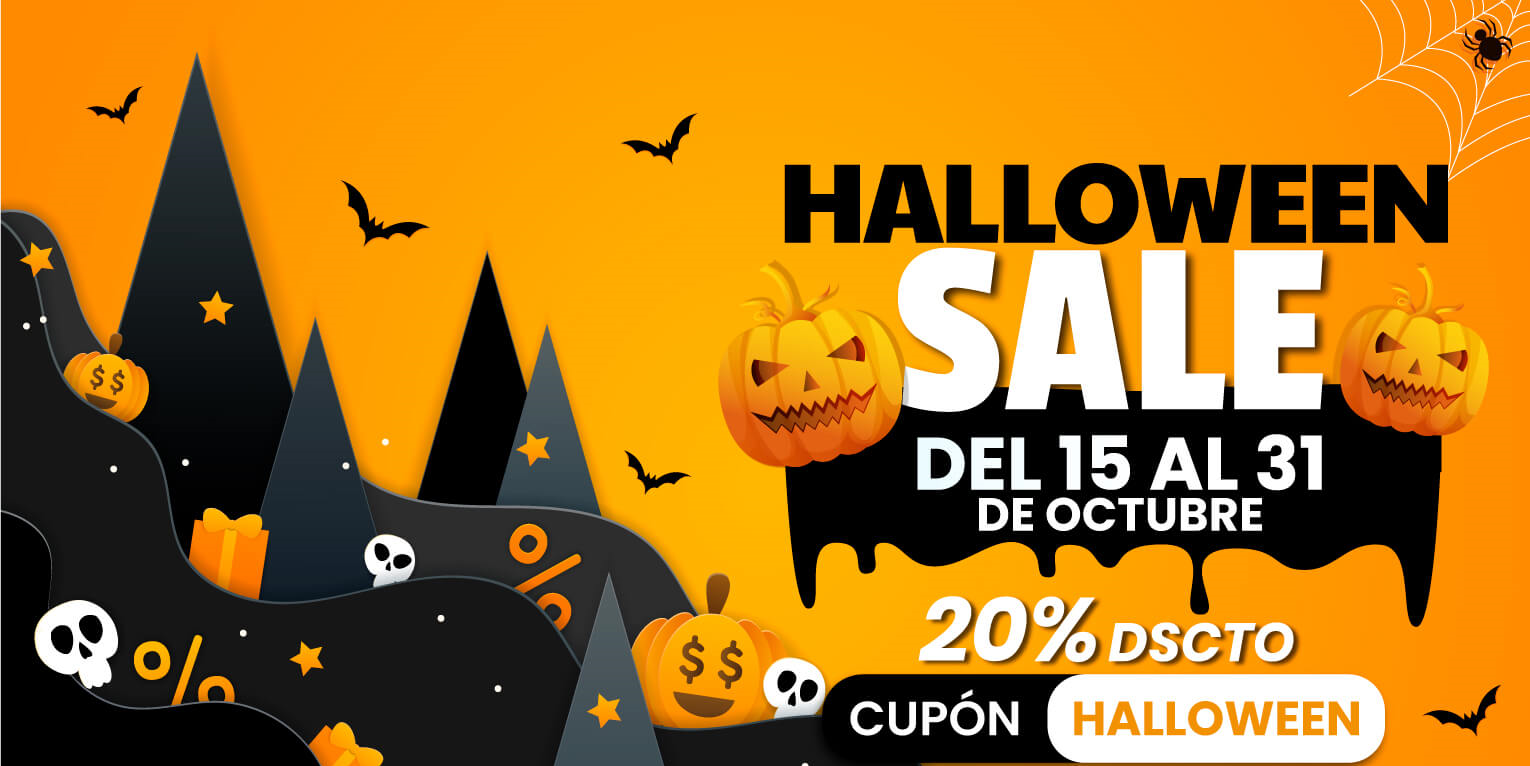 HALLOWEEN
SALE
DEL 15 AL 31
DE OCTUBRE
20% DSCTO
CUPÓN HALLOWEEN
%
%
$$
$$